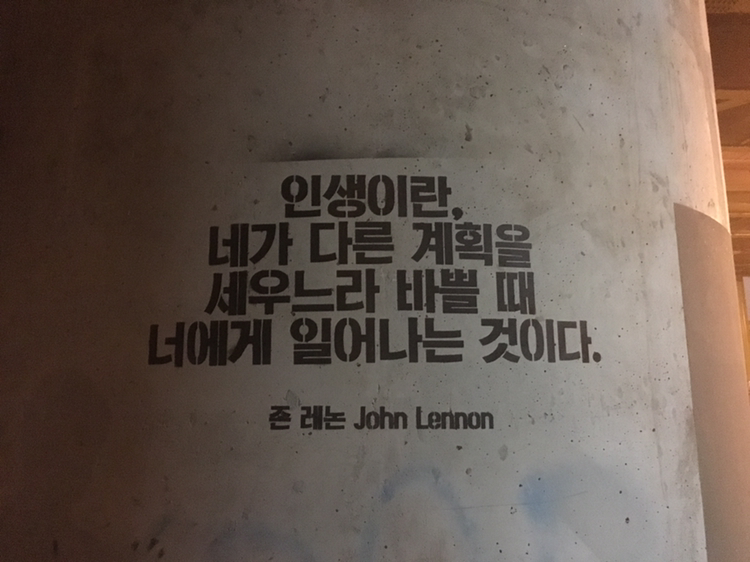 인생이란,
네가 다른 계획을
세우느라 바쁠 때
너에게 일어나는 것이다.
존 레논 John Lennon